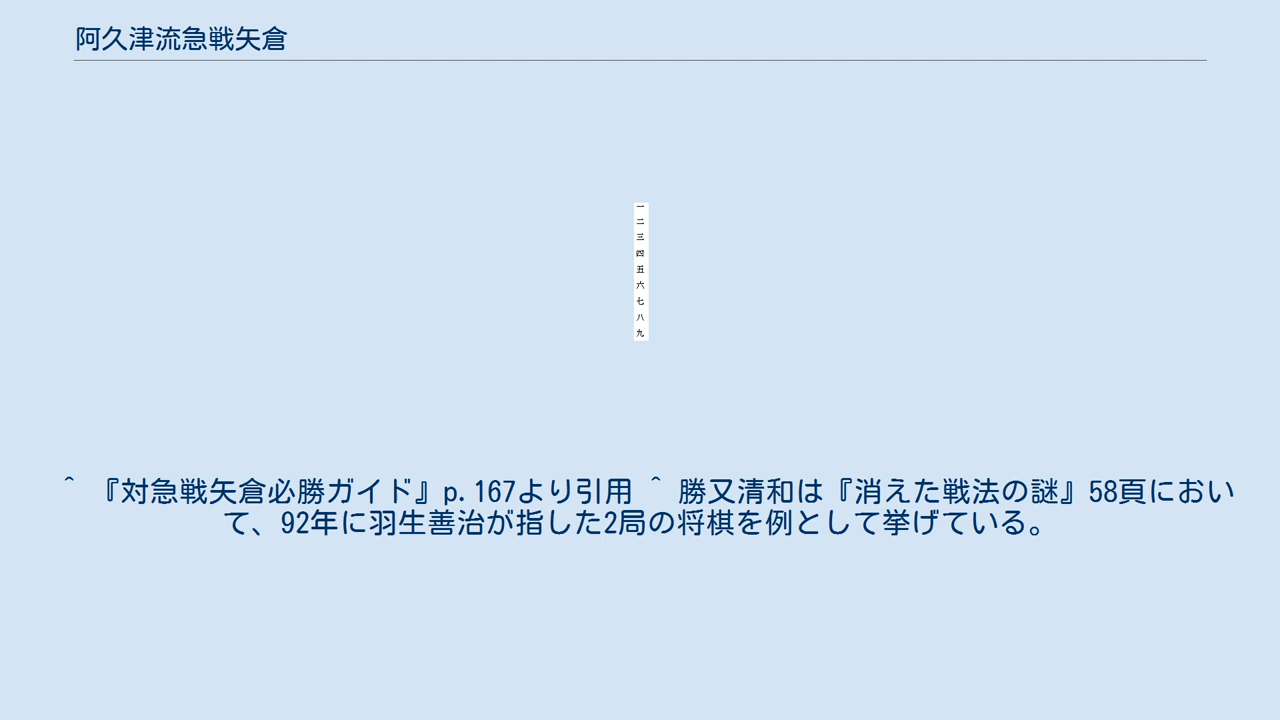 阿久津流急戦矢倉
一
二
三
四
五
六
七
八
九
^ 『対急戦矢倉必勝ガイド』p.167より引用 ^ 勝又清和は『消えた戦法の謎』58頁におい
て、92年に羽生善治が指した2局の将棋を例として挙げている。